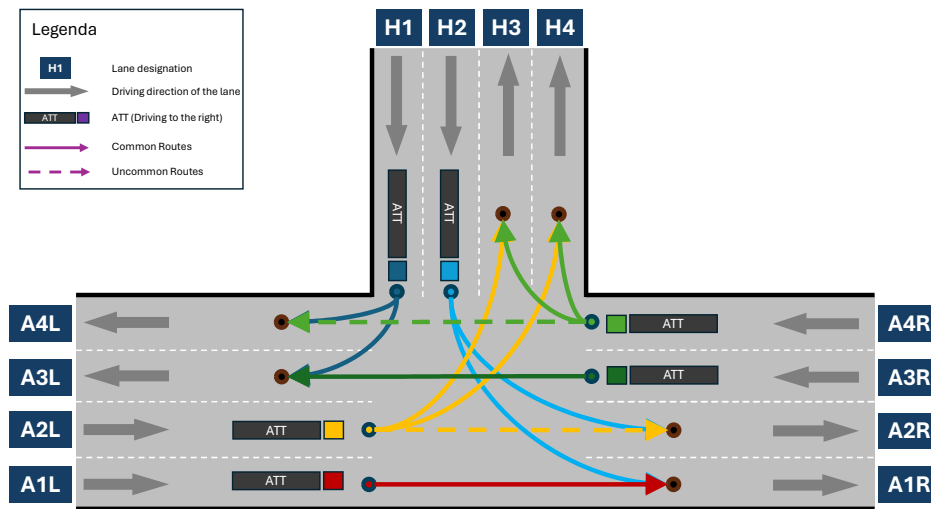 Legenda
H1
Lane designation
Driving direction of the lane
ATT
ATT (Driving to the right)
Common Routes
Uncommon Routes
H1 H2 H3 H4
ATT ATT
A4L ATT A4R
A3L ATT A3R
A2L ATT A2R
A1L ATT A1R